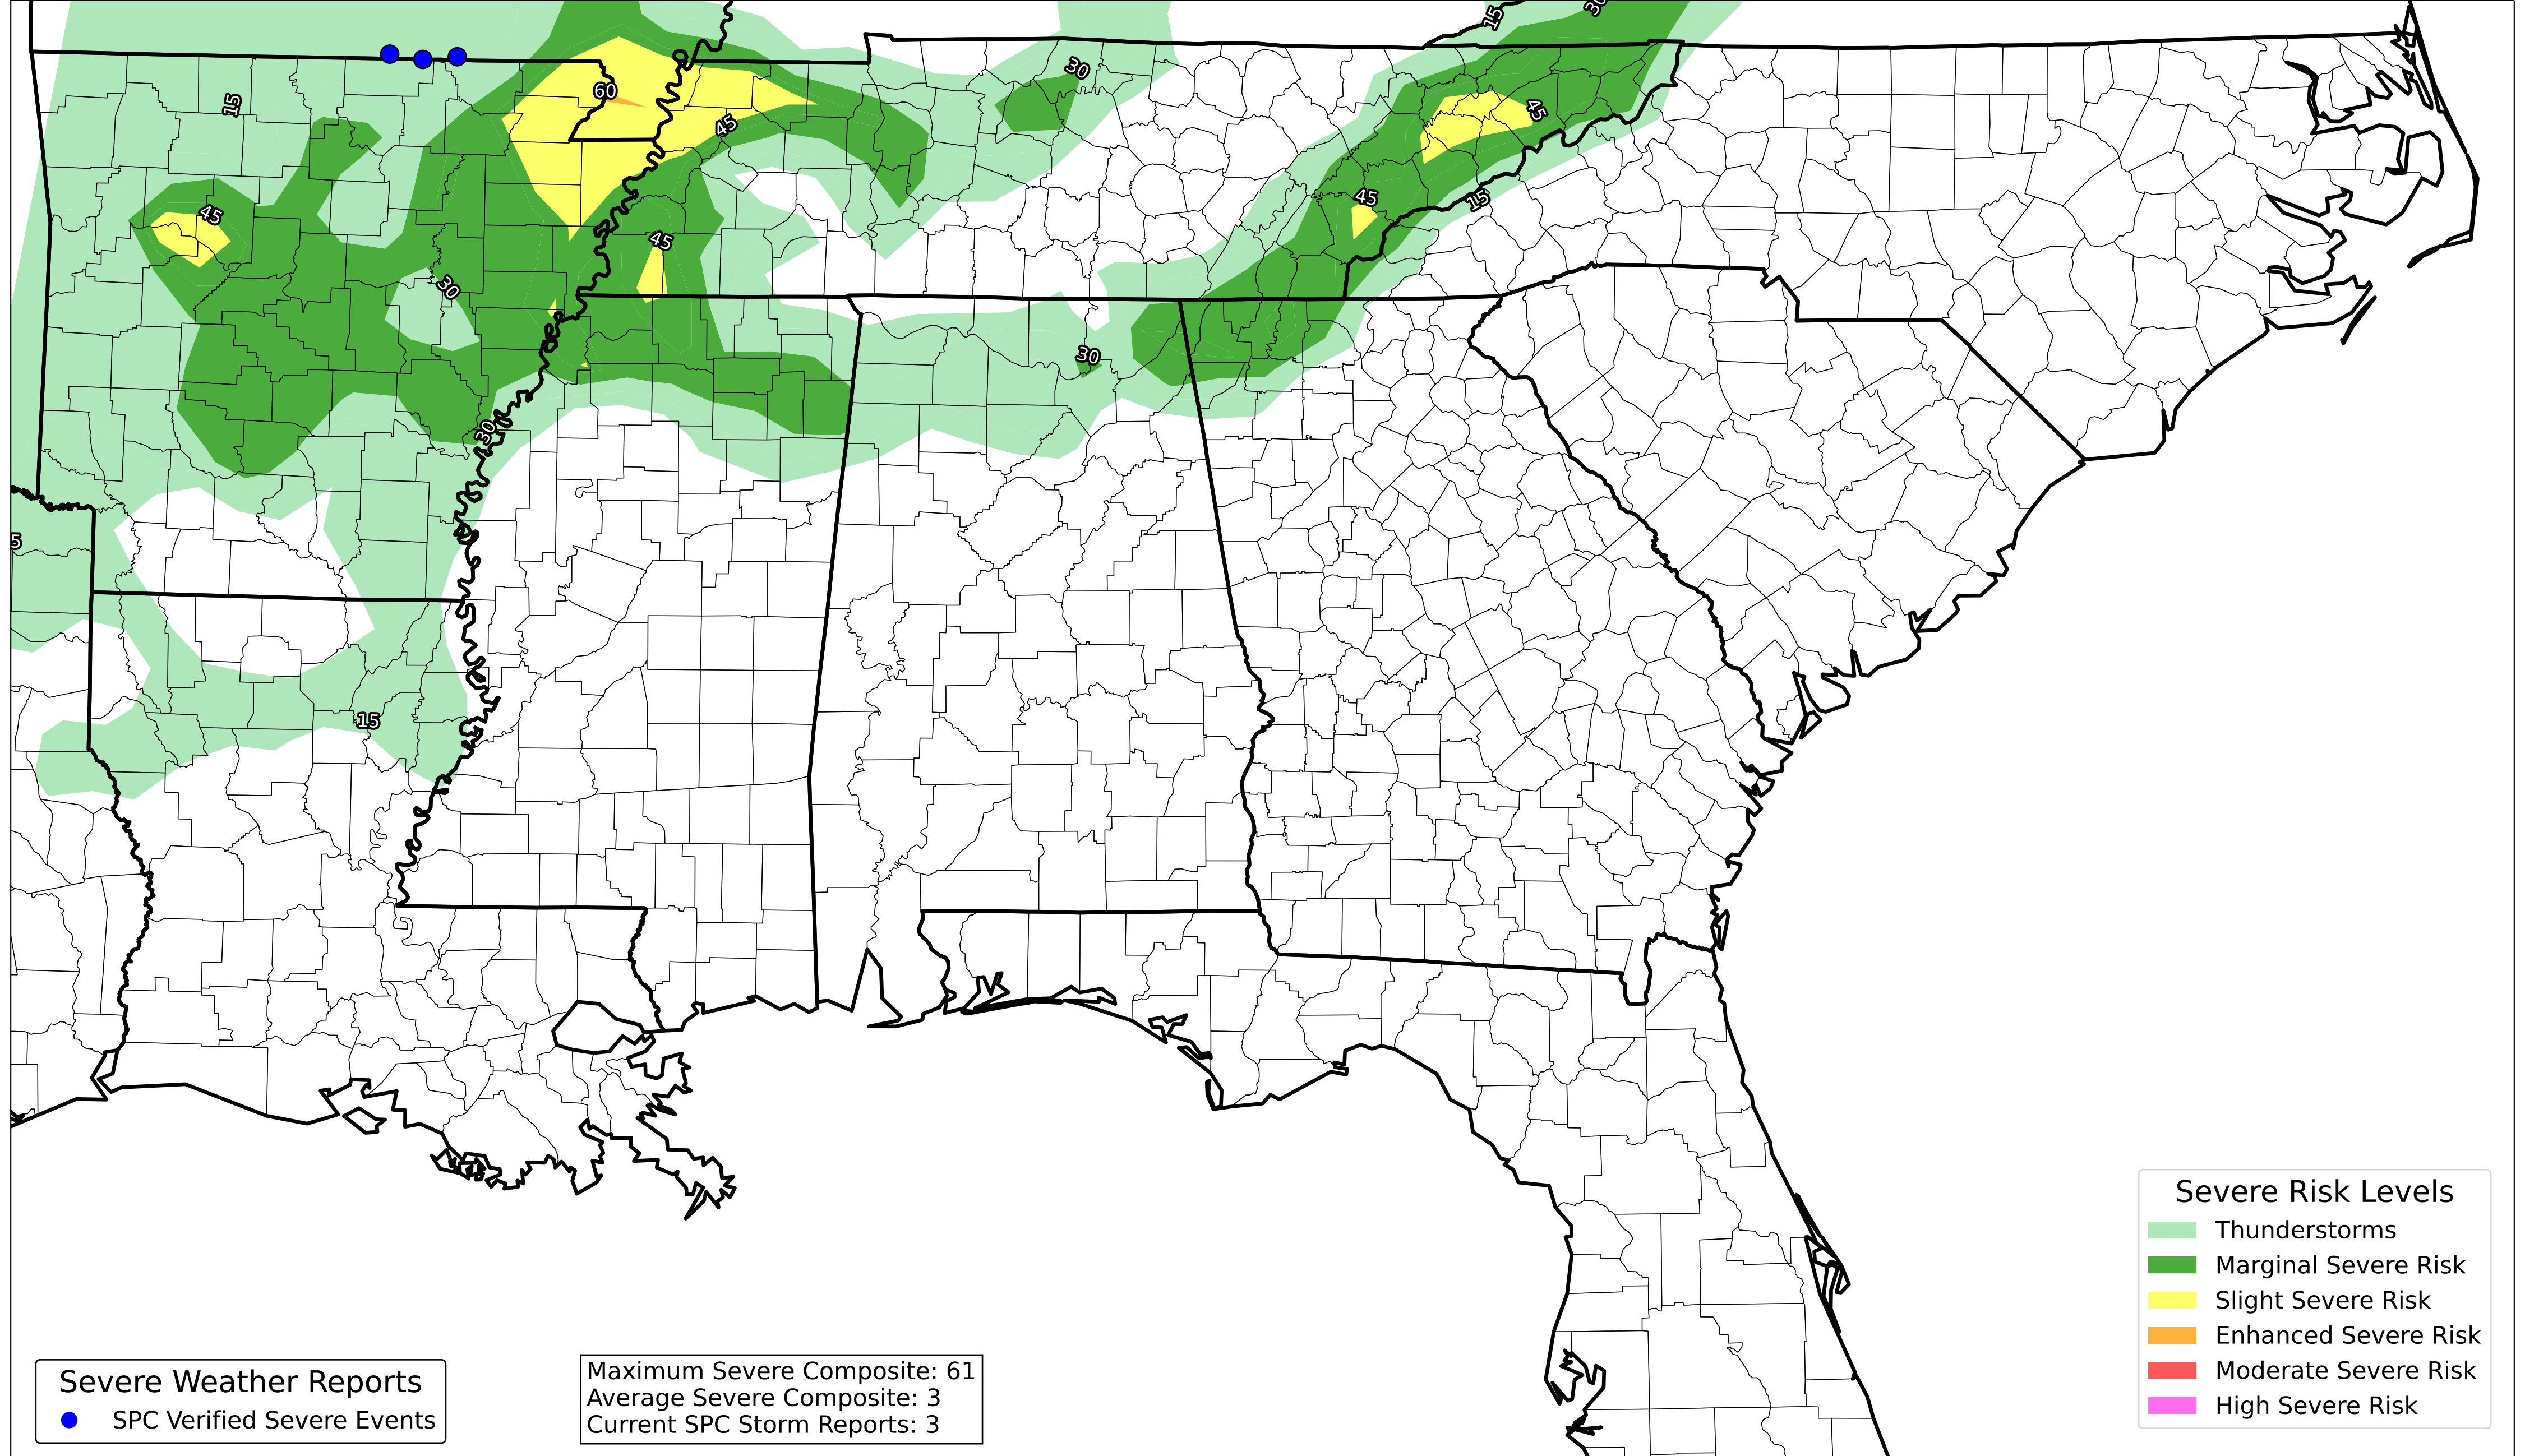 15
30
30
60
15
45
45
45
15
45
45
30
30
30
5
15
Severe Risk Levels
Thunderstorms
Marginal Severe Risk
Slight Severe Risk
Enhanced Severe Risk
Moderate Severe Risk
High Severe Risk
Severe Weather Reports
SPC Verified Severe Events
Maximum Severe Composite: 61
Average Severe Composite: 3
Current SPC Storm Reports: 3